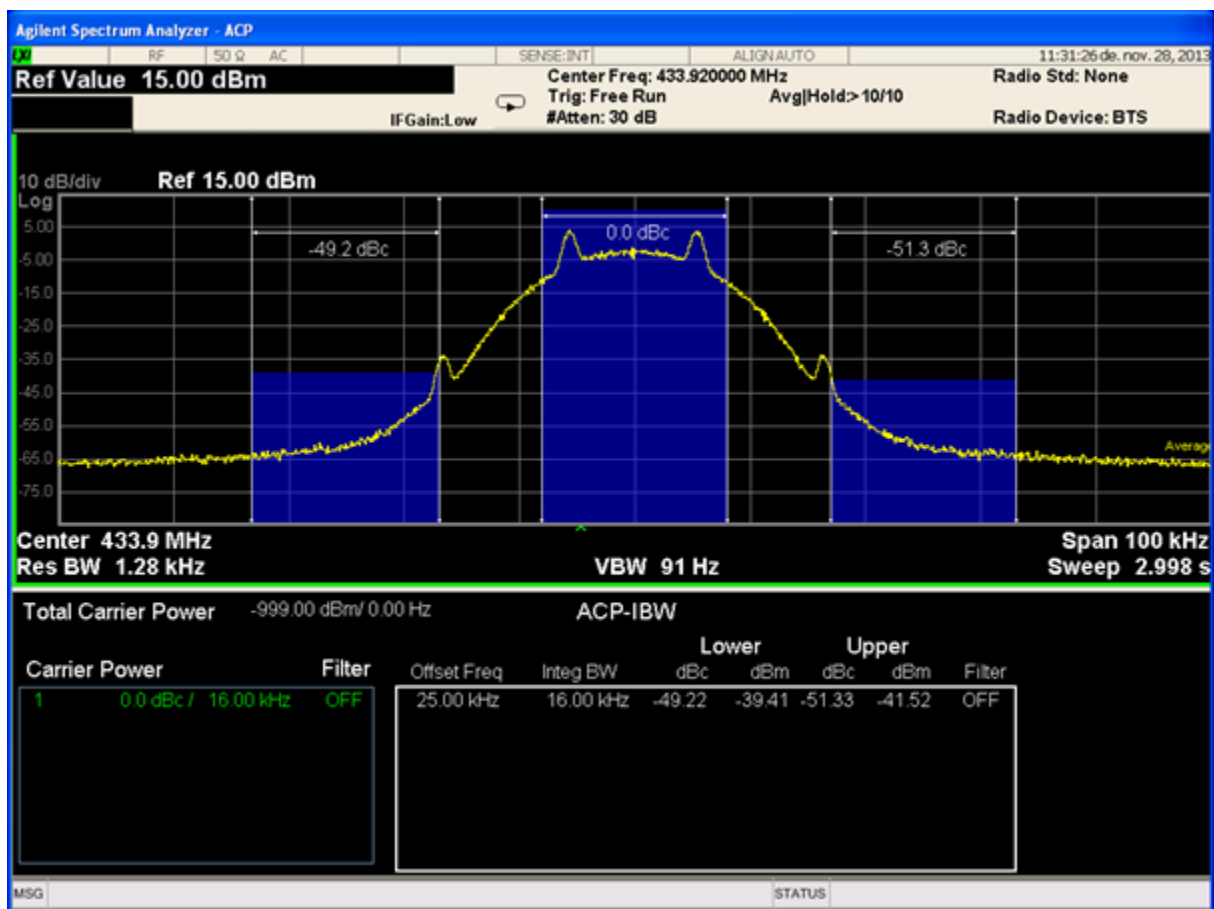 Agilent Spectrum Analyzer - ACP
LXI RF 50 Ω AC SENSE:INT ALIGN AUTO 11:31:26 de. nov. 28, 2013
Ref Value 15.00 dBm
Center Freq: 433.920000 MHz Radio Std: None
Trig: Free Run Avg|Hold:> 10/10
IFGain:Low #Atten: 30 dB Radio Device: BTS
10 dB/div Ref 15.00 dBm
Log
5.00
-5.00
-15.0
-25.0
-35.0
-45.0
-55.0
-65.0
-75.0
-49.2 dBc 0.0 dBc -51.3 dBc
Average
Center 433.9 MHz Span 100 kHz
Res BW 1.28 kHz VBW 91 Hz Sweep 2.998 s
Total Carrier Power -999.00 dBm/ 0.00 Hz ACP-IBW
Lower Upper
Carrier Power Filter Offset Freq Integ BW dBc dBm dBc dBm Filter
1 0.0 dBc / 16.00 kHz OFF 25.00 kHz 16.00 kHz -49.22 -39.41 -51.33 -41.52 OFF
MSG STATUS